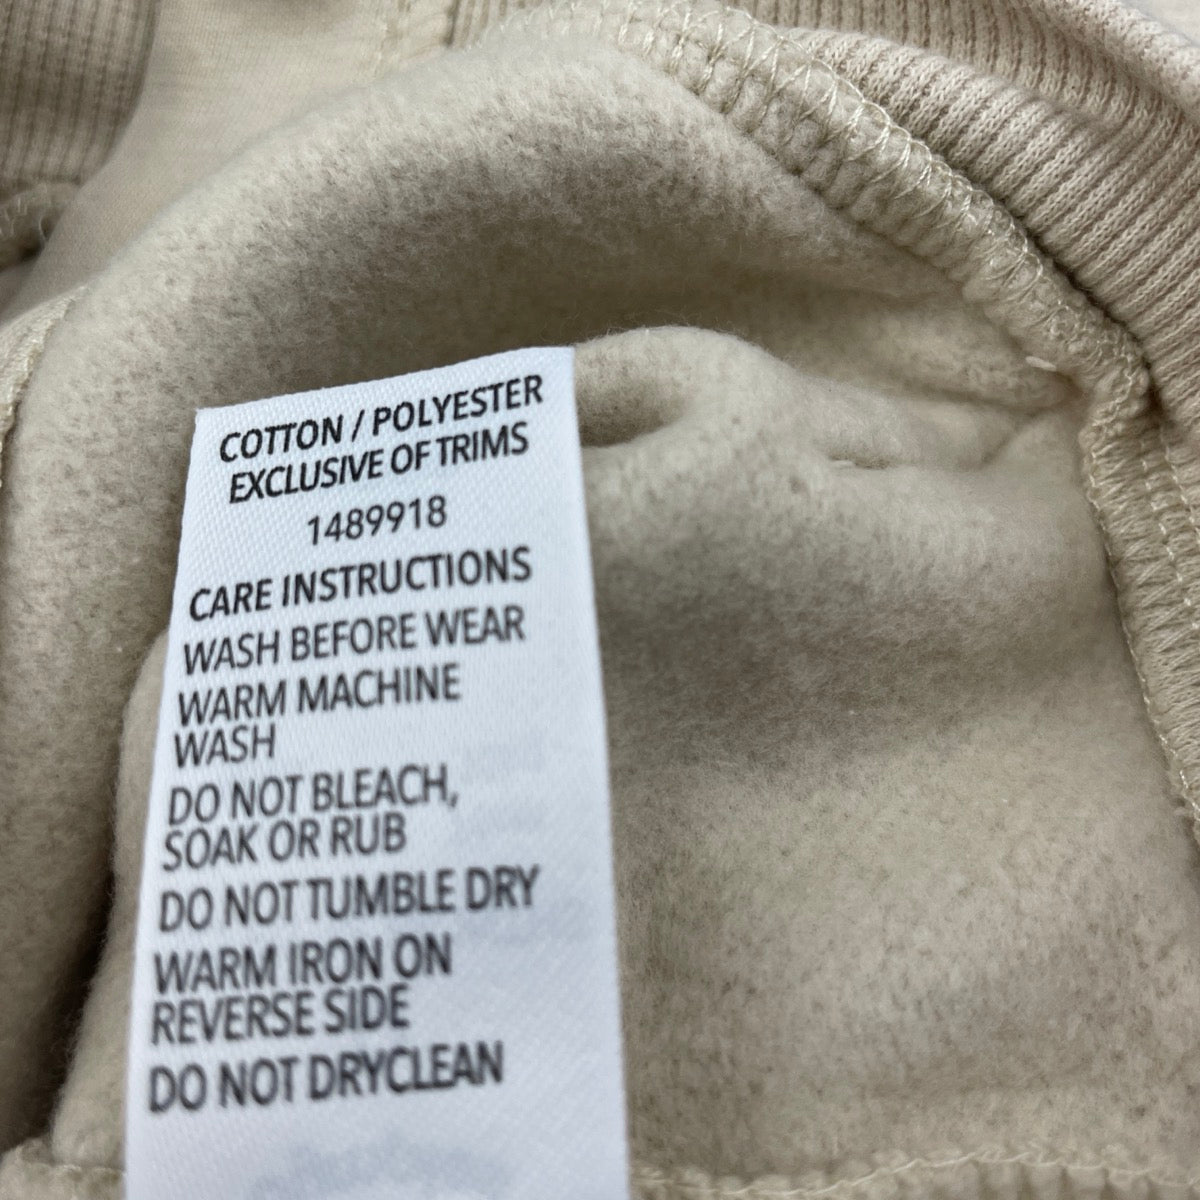 COTTON / POLYESTER
EXCLUSIVE OF TRIMS
1489918
CARE INSTRUCTIONS
WASH BEFORE WEAR
WARM MACHINE
WASH
DO NOT BLEACH,
SOAK OR RUB
DO NOT TUMBLE DRY
WARM IRON ON
REVERSE SIDE
DO NOT DRYCLEAN